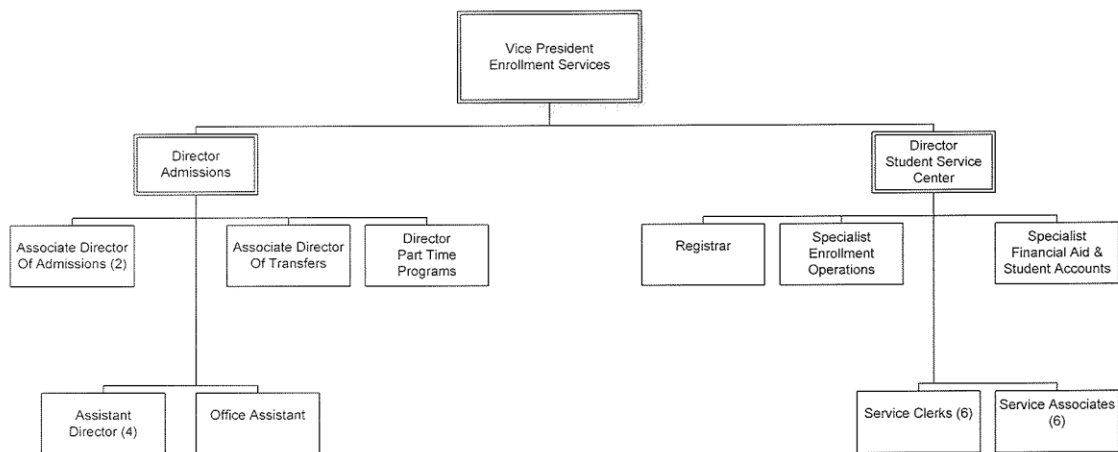 Vice President
Enrollment Services
Director
Admissions
Director
Student Service
Center
Associate Director
Of Admissions (2)
Associate Director
Of Transfers
Director
Part Time
Programs
Registrar
Specialist
Enrollment
Operations
Specialist
Financial Aid &
Student Accounts
Assistant
Director (4)
Office Assistant
Service Clerks (6)
Service Associates
(6)